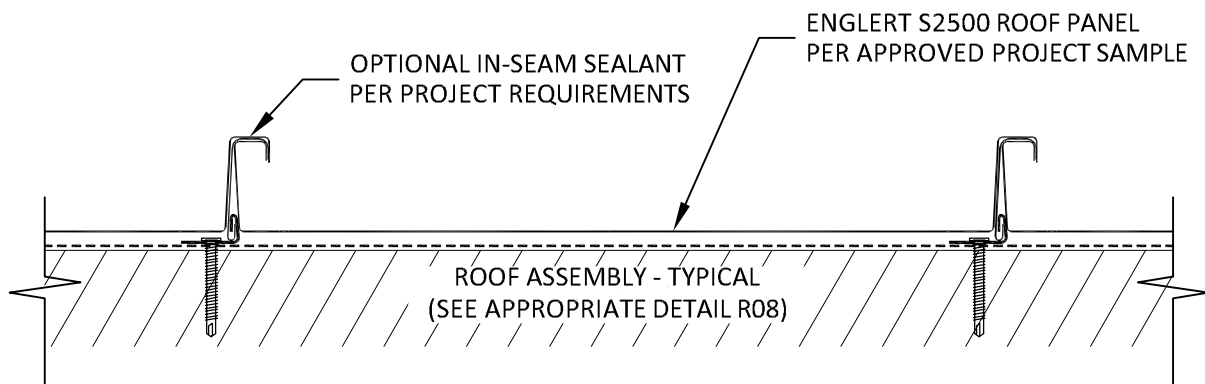 ENGLERT S2500 ROOF PANEL
PER APPROVED PROJECT SAMPLE
OPTIONAL IN-SEAM SEALANT
PER PROJECT REQUIREMENTS
ROOF ASSEMBLY - TYPICAL
(SEE APPROPRIATE DETAIL R08)